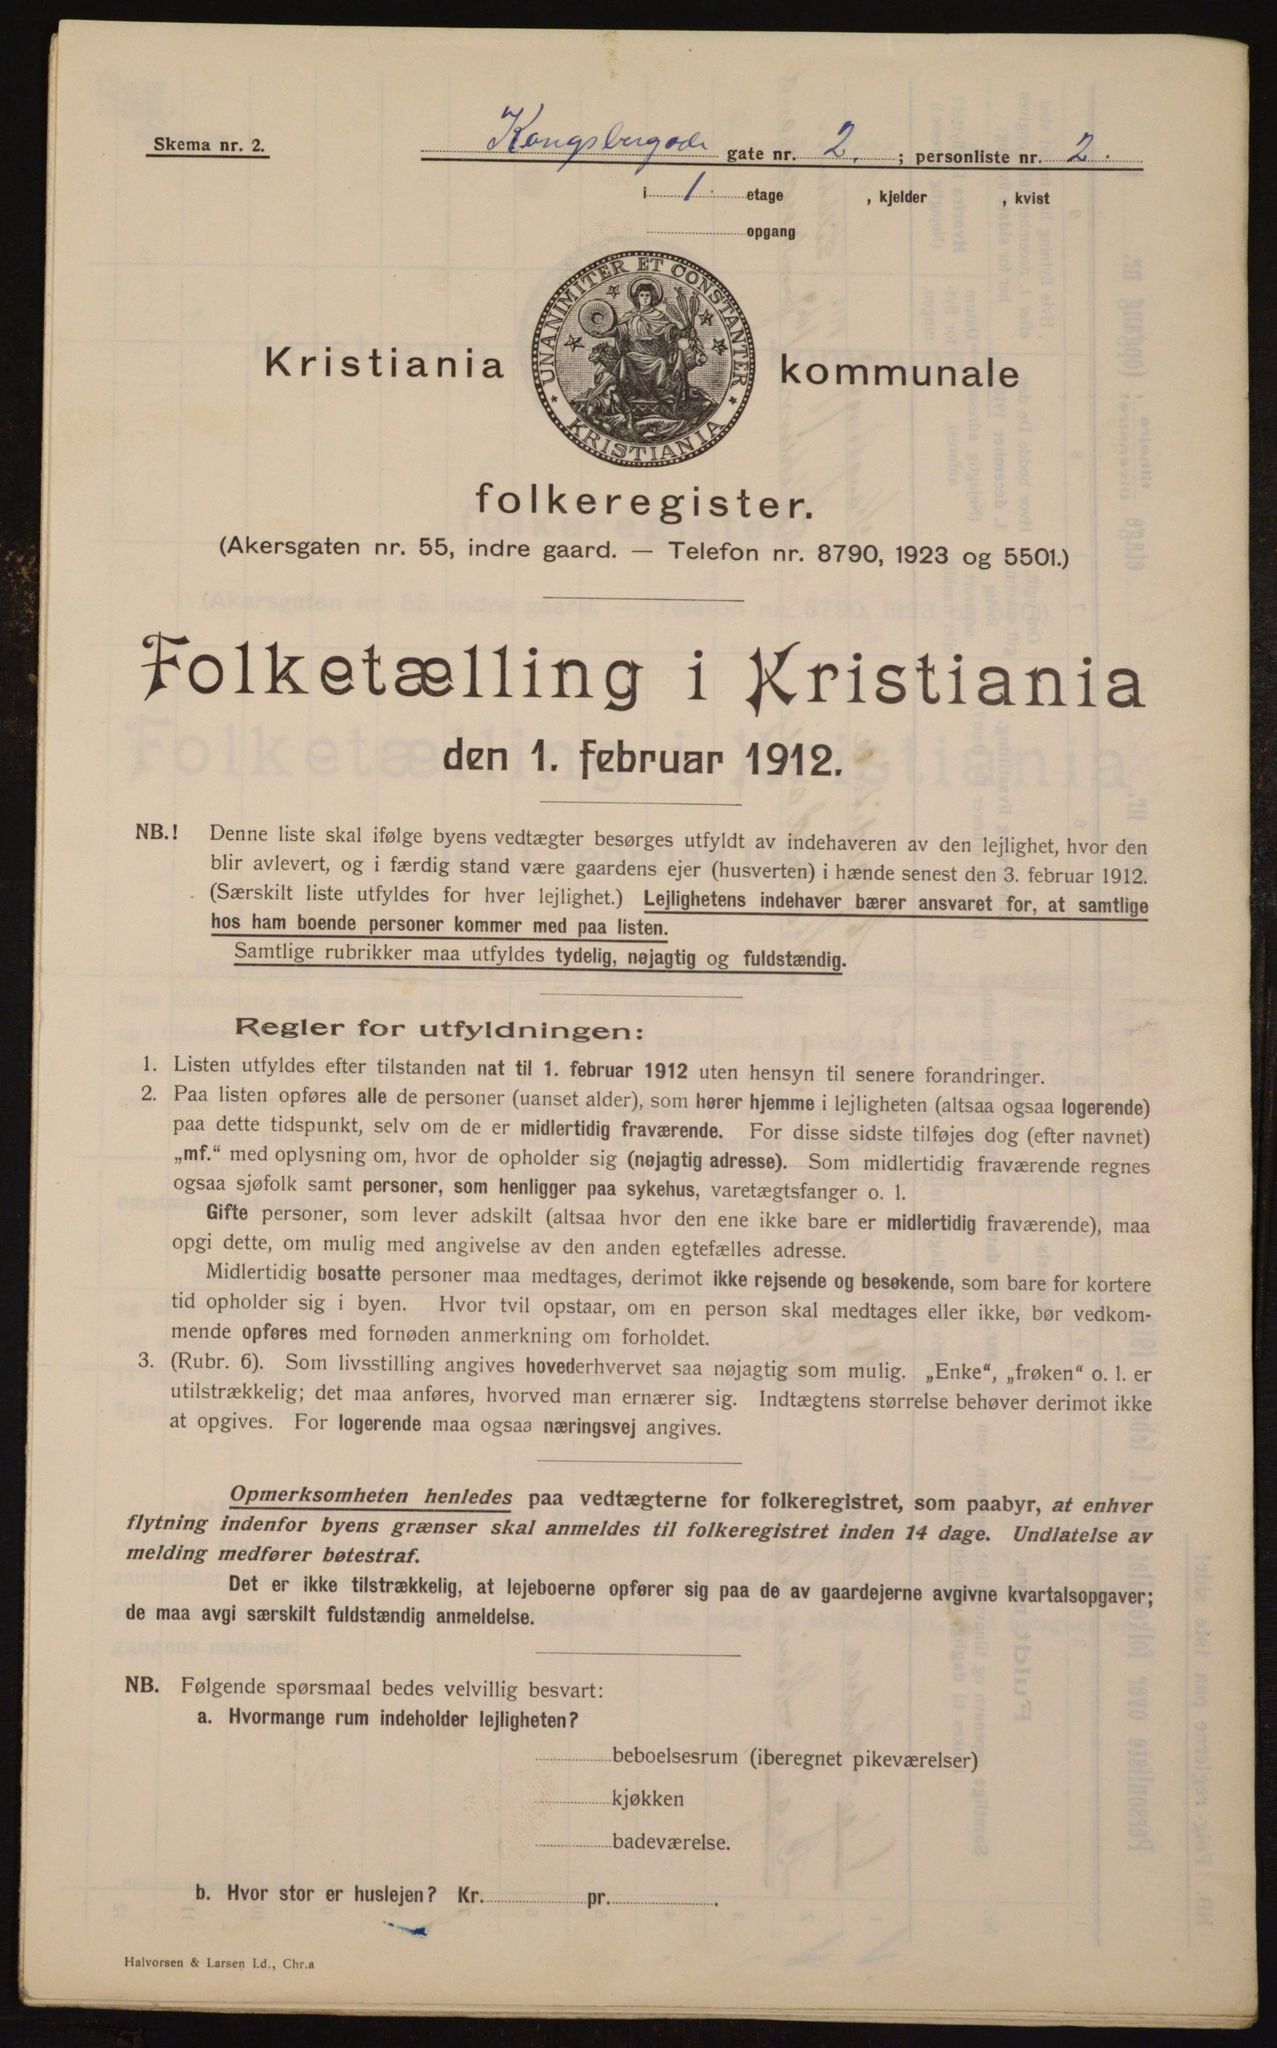 Skema nr. 2.
Kongsbergade gate nr. 2. ; personliste nr. 2.
i 1. etage , kjelder , kvist
opgang
UNANIMITER ET CONSTANTER
KRISTIANIA
Kristiania kommunale
folkeregister.
(Akersgaten nr. 55, indre gaard. — Telefon nr. 8790, 1923 og 5501.)
Folketælling i Kristiania
den 1. februar 1912.
NB.! Denne liste skal ifølge byens vedtægter besørges utfyldt av indehaveren av den lejlighet, hvor den
blir avlevert, og i færdig stand være gaardens ejer (husverten) i hænde senest den 3. februar 1912.
(Særskilt liste utfyldes for hver lejlighet.) Lejlighetens indehaver bærer ansvaret for, at samtlige
hos ham boende personer kommer med paa listen.
Samtlige rubrikker maa utfyldes tydelig, nøjagtig og fuldstændig.
Regler for utfyldningen:
1. Listen utfyldes efter tilstanden nat til 1. februar 1912 uten hensyn til senere forandringer.
2. Paa listen opføres alle de personer (uanset alder), som hører hjemme i lejligheten (altsaa ogsaa logerende)
paa dette tidspunkt, selv om de er midlertidig fraværende. For disse sidste tilføjes dog (efter navnet)
„mf.“ med oplysning om, hvor de opholder sig (nøjagtig adresse). Som midlertidig fraværende regnes
ogsaa sjøfolk samt personer, som henligger paa sykehus, varetægtsfanger o. l.
Gifte personer, som lever adskilt (altsaa hvor den ene ikke bare er midlertidig fraværende), maa
opgi dette, om mulig med angivelse av den anden egtefælles adresse.
Midlertidig bosatte personer maa medtages, derimot ikke rejsende og besøkende, som bare for kortere
tid opholder sig i byen. Hvor tvil opstaar, om en person skal medtages eller ikke, bør vedkom-
mende opføres med fornøden anmerkning om forholdet.
3. (Rubr. 6). Som livsstilling angives hovederhvervet saa nøjagtig som mulig. „Enke“, „frøken“ o. l. er
utilstrækkelig; det maa anføres, hvorved man ernærer sig. Indtægtens størrelse behøver derimot ikke
at opgives. For logerende maa ogsaa næringsvej angives.
Opmerksomheten henledes paa vedtægterne for folkeregistret, som paabyr, at enhver
flytning indenfor byens grænser skal anmeldes til folkeregistret inden 14 dage. Undlatelse av
melding medfører bøtestraf.
Det er ikke tilstrækkelig, at lejeboerne opfører sig paa de av gaardejerne avgivne kvartalsopgaver;
de maa avgi særskilt fuldstændig anmeldelse.
NB. Følgende spørsmaal bedes velvillig besvart:
a. Hvormange rum indeholder lejligheten?
beboelsesrum (iberegnet pikeværelser)
kjøkken
badeværelse.
b. Hvor stor er huslejen? Kr. pr.
Halvorsen & Larsen Ld., Chr.a